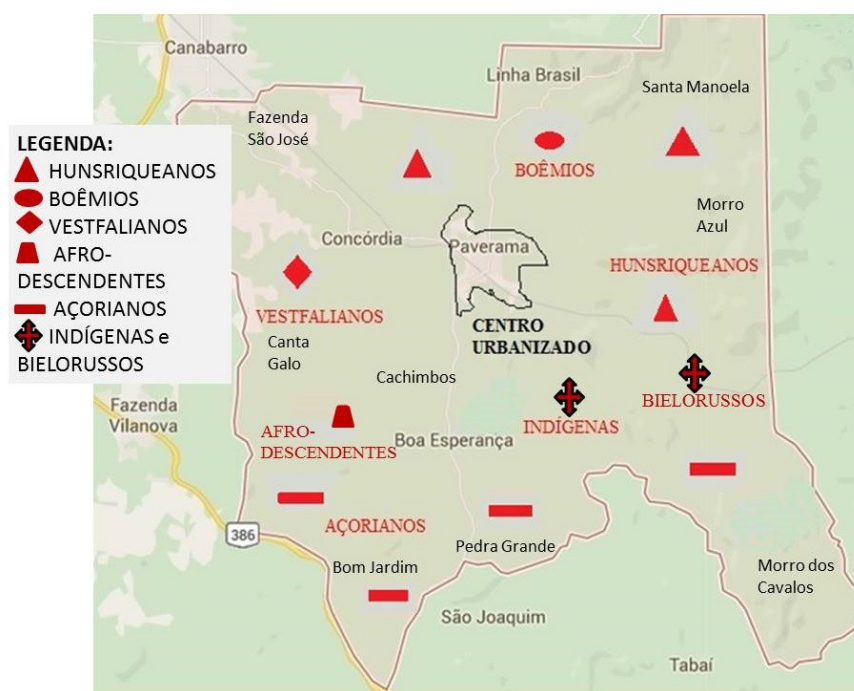 Canabarro
Linha Brasil
Santa Manoela
Fazenda
São José
LEGENDA:
HUNSRIQUEANOS
BOÊMIOS
VESTFALIANOS
AFRO-
DESCENDENTES
AÇORIANOS
INDÍGENAS e
BIELORUSSOS
BOÊMIOS
Morro
Azul
Concórdia
Paverama
HUNSRIQUEANOS
VESTFALIANOS
CENTRO
URBANIZADO
Canta
Galo
Cachimbos
BIELORUSSOS
Fazenda
Vilanova
AFRO-
DESCENDENTES
Boa Esperança
INDÍGENAS
AÇORIANOS
386
Pedra Grande
Bom Jardim
Morro dos
Cavalos
São Joaquim
Tabaí